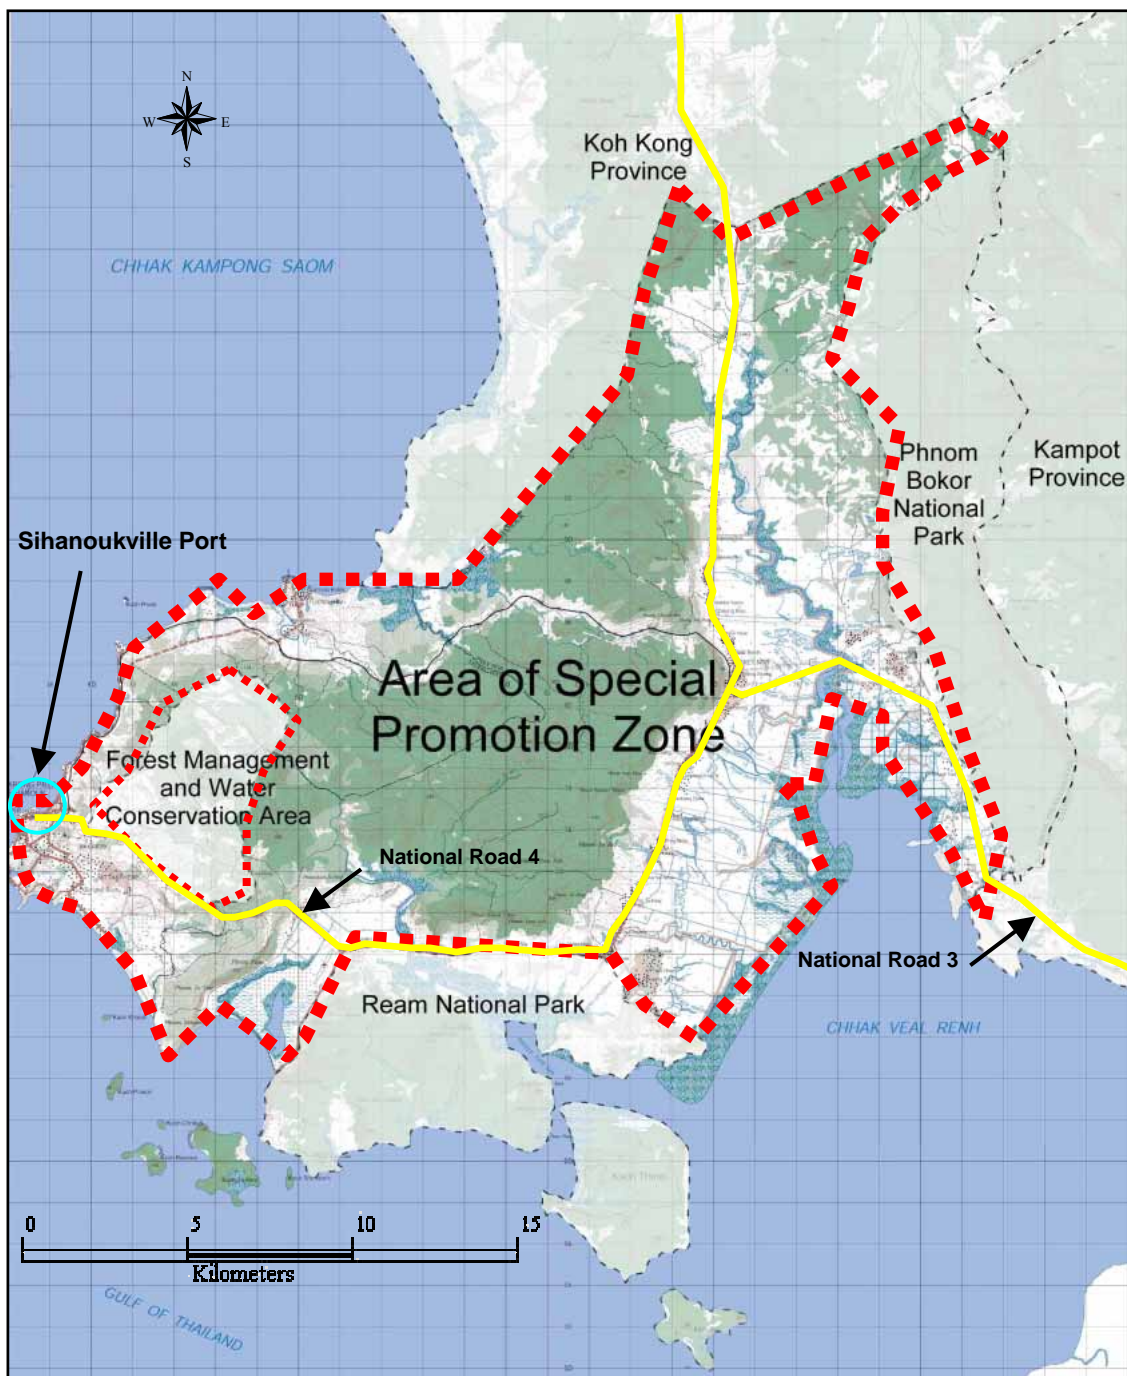 N
W E
S
Koh Kong
Province
CHHAK KAMPONG SAOM
Phnom
Bokor
National
Park
Kampot
Province
Sihanoukville Port
Area of Special
Promotion Zone
Forest Management
and Water
Conservation Area
National Road 4
National Road 3
Ream National Park
CHHAK VEAL RENH
Kaoh Thmei
0 5 10 15
Kilometers
GULF OF THAILAND